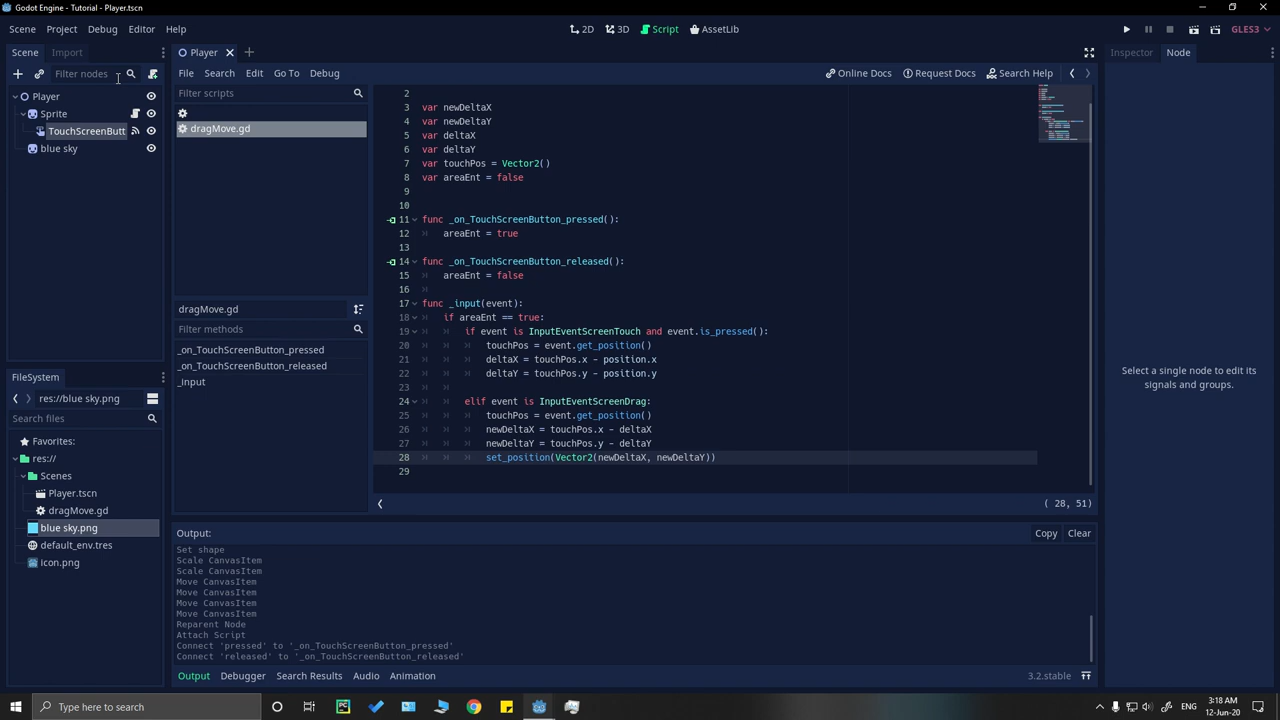 Godot Engine - Tutorial - Player.tscn
Scene Project Debug Editor Help
2D 3D Script AssetLib
GLES3
Scene Import
Player
Inspector Node
Filter nodes
File Search Edit Go To Debug
Online Docs Request Docs Search Help
Player
Sprite
TouchScreenButt
blue sky
Filter scripts
dragMove.gd
dragMove.gd
Filter methods
_on_TouchScreenButton_pressed
_on_TouchScreenButton_released
_input
2
3 var newDeltaX
4 var newDeltaY
5 var deltaX
6 var deltaY
7 var touchPos = Vector2()
8 var areaEnt = false
9
10
11 func _on_TouchScreenButton_pressed():
12 areaEnt = true
13
14 func _on_TouchScreenButton_released():
15 areaEnt = false
16
17 func _input(event):
18 if areaEnt == true:
19 if event is InputEventScreenTouch and event.is_pressed():
20 touchPos = event.get_position()
21 deltaX = touchPos.x - position.x
22 deltaY = touchPos.y - position.y
23
24 elif event is InputEventScreenDrag:
25 touchPos = event.get_position()
26 newDeltaX = touchPos.x - deltaX
27 newDeltaY = touchPos.y - deltaY
28 set_position(Vector2(newDeltaX, newDeltaY))
29
( 28, 51)
Select a single node to edit its
signals and groups.
FileSystem
res://blue sky.png
Search files
Favorites:
res://
Scenes
Player.tscn
dragMove.gd
blue sky.png
default_env.tres
icon.png
Output:
Copy Clear
Set shape
Scale CanvasItem
Scale CanvasItem
Move CanvasItem
Move CanvasItem
Move CanvasItem
Move CanvasItem
Reparent Node
Attach Script
Connect 'pressed' to '_on_TouchScreenButton_pressed'
Connect 'released' to '_on_TouchScreenButton_released'
Output Debugger Search Results Audio Animation
3.2.stable
Type here to search
3:18 AM
12-Jun-20